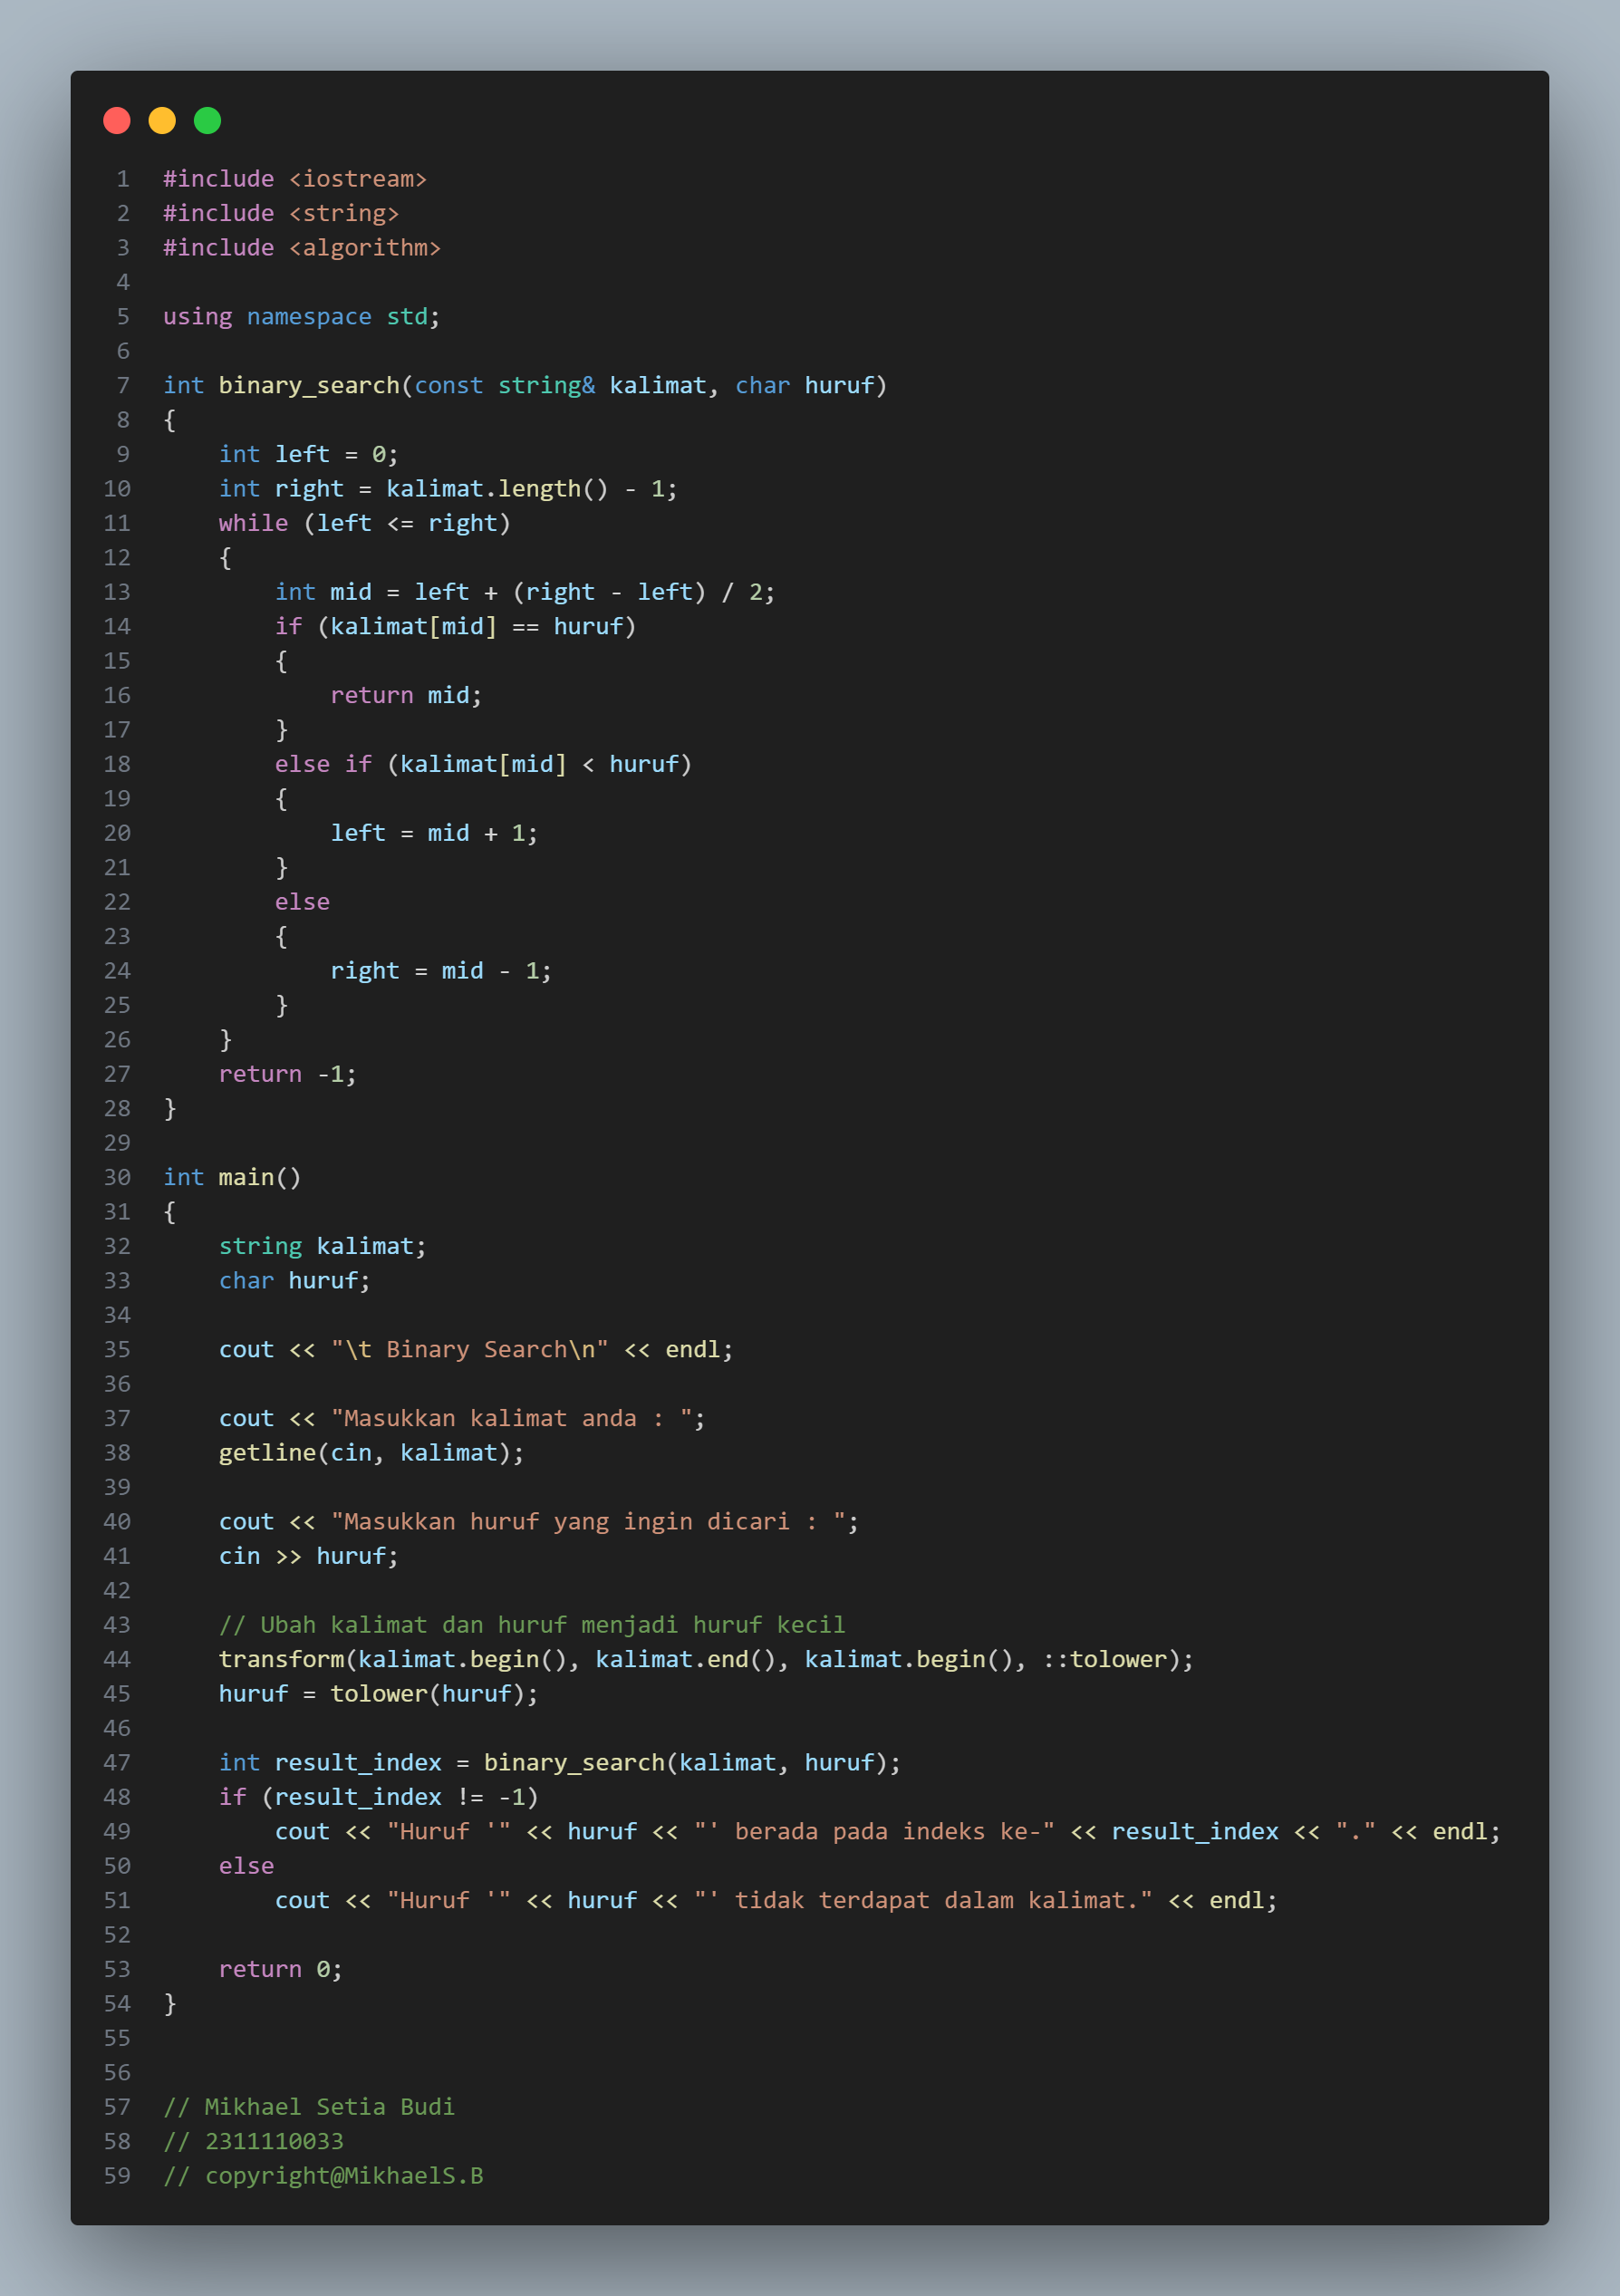 1 #include <iostream>
2 #include <string>
3 #include <algorithm>
4
5 using namespace std;
6
7 int binary_search(const string& kalimat, char huruf)
8 {
9     int left = 0;
10     int right = kalimat.length() - 1;
11     while (left <= right)
12     {
13         int mid = left + (right - left) / 2;
14         if (kalimat[mid] == huruf)
15         {
16             return mid;
17         }
18         else if (kalimat[mid] < huruf)
19         {
20             left = mid + 1;
21         }
22         else
23         {
24             right = mid - 1;
25         }
26     }
27     return -1;
28 }
29
30 int main()
31 {
32     string kalimat;
33     char huruf;
34
35     cout << "\t Binary Search\n" << endl;
36
37     cout << "Masukkan kalimat anda : ";
38     getline(cin, kalimat);
39
40     cout << "Masukkan huruf yang ingin dicari : ";
41     cin >> huruf;
42
43     // Ubah kalimat dan huruf menjadi huruf kecil
44     transform(kalimat.begin(), kalimat.end(), kalimat.begin(), ::tolower);
45     huruf = tolower(huruf);
46
47     int result_index = binary_search(kalimat, huruf);
48     if (result_index != -1)
49         cout << "Huruf '" << huruf << "' berada pada indeks ke-" << result_index << "." << endl;
50     else
51         cout << "Huruf '" << huruf << "' tidak terdapat dalam kalimat." << endl;
52
53     return 0;
54 }
55
56
57 // Mikhael Setia Budi
58 // 2311110033
59 // copyright@MikhaelS.B